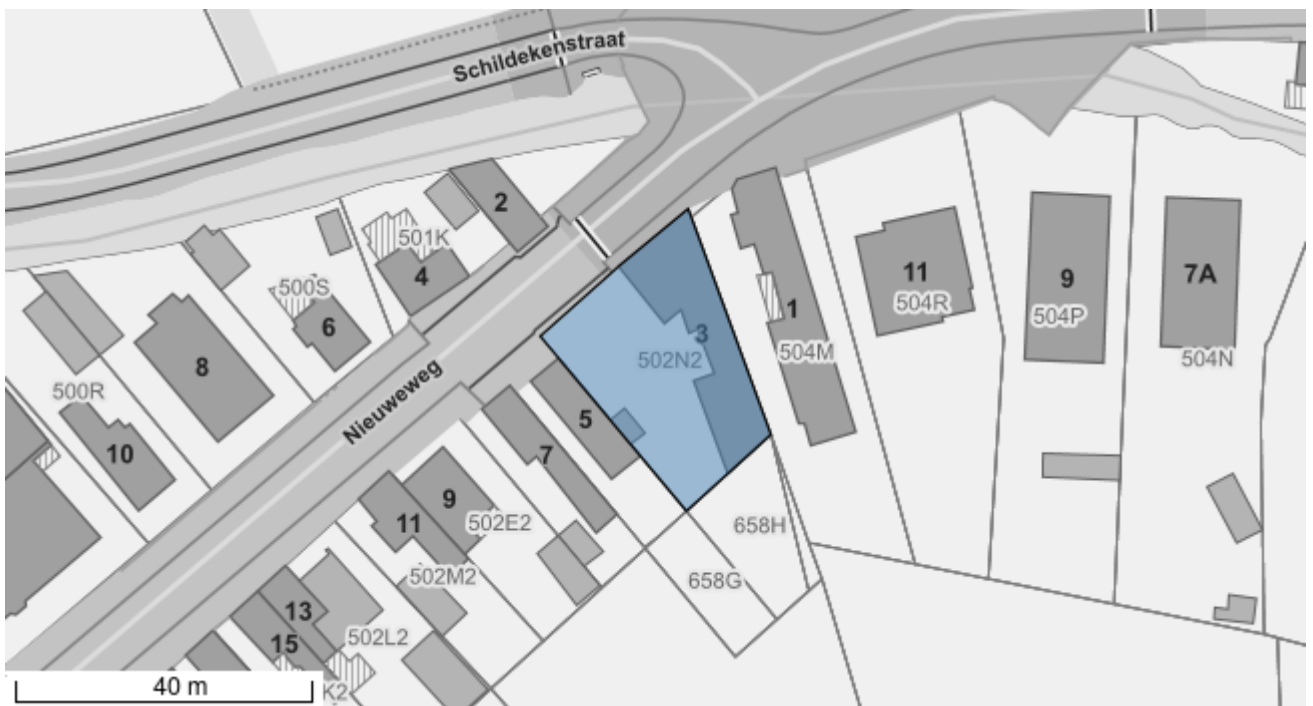 Schildekenstraat
2
501K
4
500S
6
8
500R
10
Nieuweweg
3
502N2
5
7
1
504M
11
504R
9
504P
7A
504N
9
11
502E2
502M2
658H
658G
13
15
502L2
K2
40 m